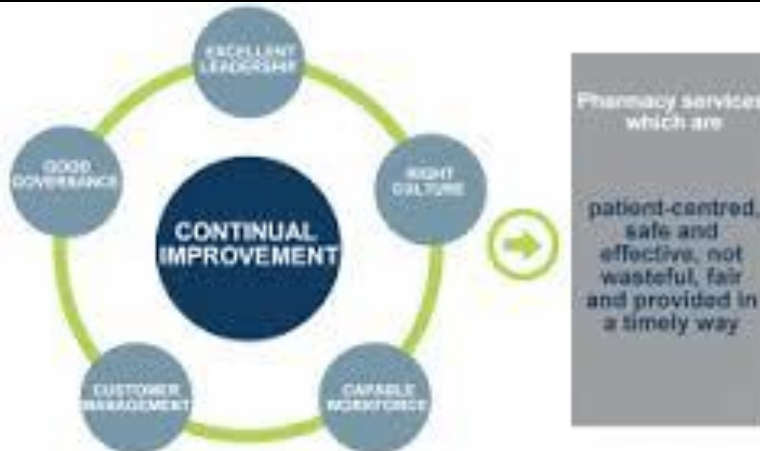 EXCELLENT
LEADERSHIP
GOOD
GOVERNANCE
RIGHT
CULTURE
CONTINUAL
IMPROVEMENT
CUSTOMER
MANAGEMENT
CAPABLE
WORKFORCE
Pharmacy services
which are
patient-centred,
safe and
effective, not
wasteful, fair
and provided in
a timely way